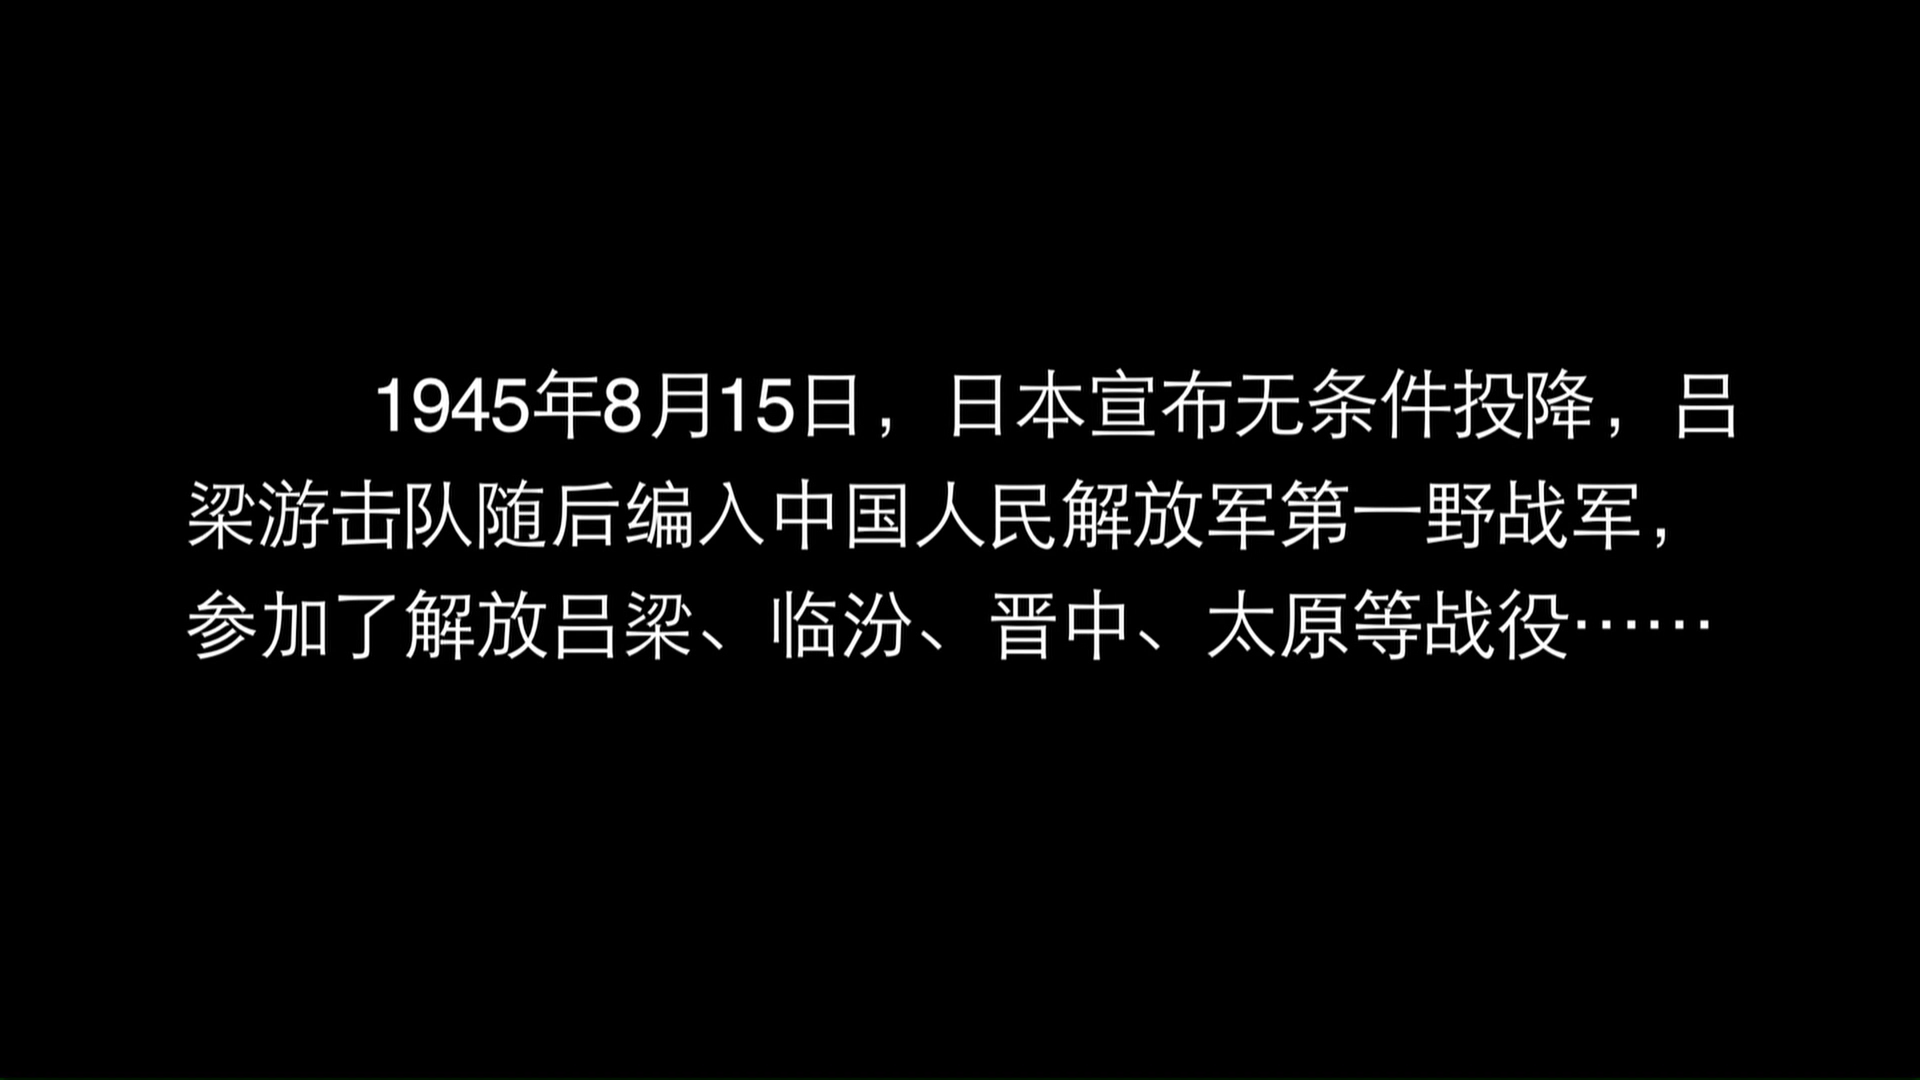 1945年8月15日，日本宣布无条件投降，吕
梁游击队随后编入中国人民解放军第一野战军，
参加了解放吕梁、临汾、晋中、太原等战役……